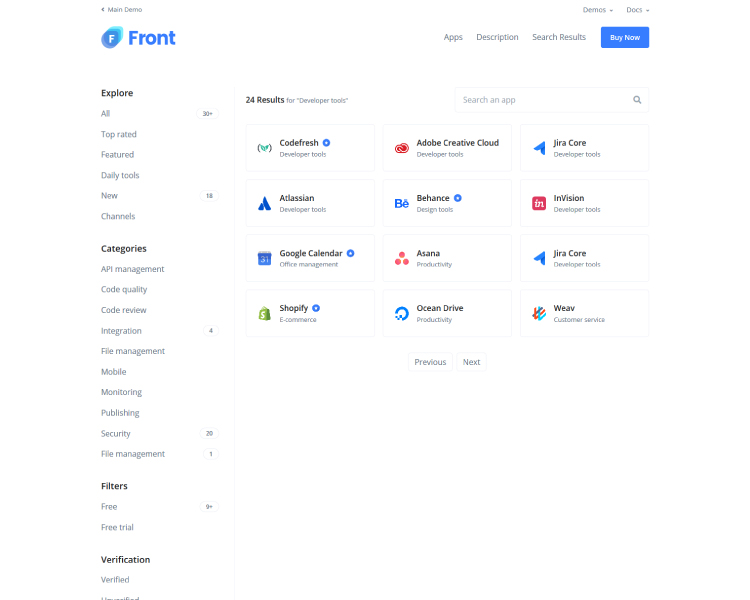 Main Demo
Demos
Docs
Front
Apps
Description
Search Results
Buy Now
Explore
All
30+
Top rated
Featured
Daily tools
New
18
Channels
Categories
API management
Code quality
Code review
Integration
4
File management
Mobile
Monitoring
Publishing
Security
20
File management
1
Filters
Free
9+
Free trial
Verification
Verified
Unverified
24 Results for "Developer tools"
Search an app
Codefresh
Developer tools
Adobe Creative Cloud
Developer tools
Jira Core
Developer tools
Atlassian
Developer tools
Behance
Design tools
InVision
Developer tools
Google Calendar
Office management
Asana
Productivity
Jira Core
Developer tools
Shopify
E-commerce
Ocean Drive
Productivity
Weav
Customer service
Previous
Next